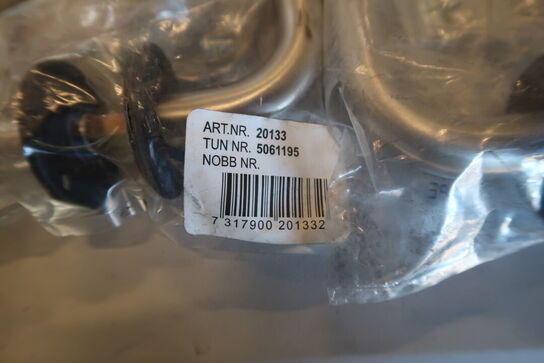 ART.NR. 20133
TUN NR. 5061195
NOBB NR.
7 317900 201332